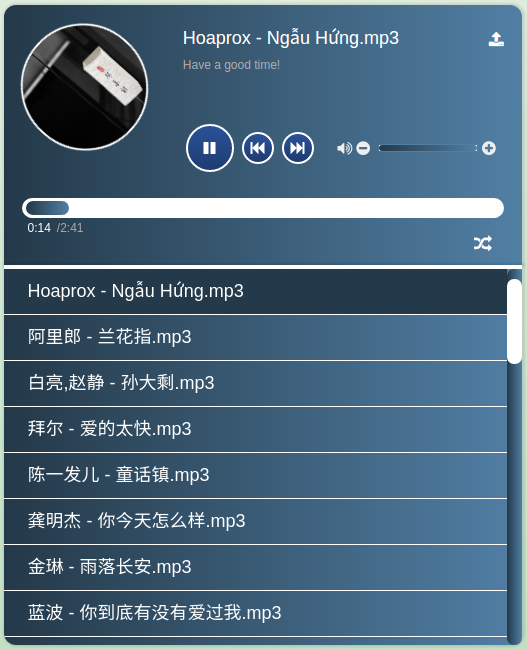 Hoaprox - Ngẫu Hứng.mp3
Have a good time!
0:14 /2:41
Hoaprox - Ngẫu Hứng.mp3
阿里郎 - 兰花指.mp3
白亮,赵静 - 孙大剩.mp3
拜尔 - 爱的太快.mp3
陈一发儿 - 童话镇.mp3
龚明杰 - 你今天怎么样.mp3
金琳 - 雨落长安.mp3
蓝波 - 你到底有没有爱过我.mp3